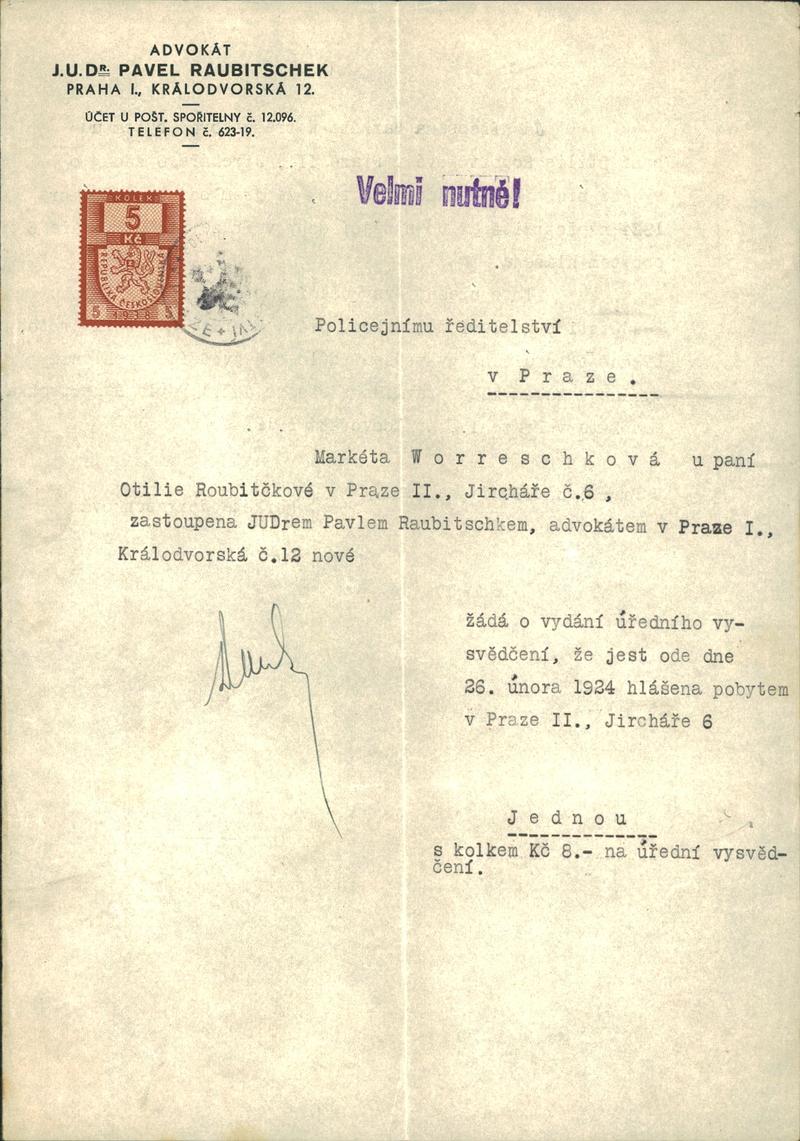 ADVOKÁT
J.U.DR. PAVEL RAUBITSCHEK
PRAHA I., KRÁLODVORSKÁ 12.
ÚČET U POŠT. SPOŘITELNY č. 12.096.
TELEFON č. 623-19.
Velmi nutné!
KOLEK
5
Kč
REPUBLIKA ČESKOSLOVENSKÁ
5 1938 5
Policejnímu ředitelství
v Praze.
Markéta Worreschková u paní
Otilie Roubitčkové v Praze II., Jircháře č.6 ,
zastoupena JUDrem Pavlem Raubitschkem, advokátem v Praze I.,
Králodvorská č.12 nové
žádá o vydání úředního vy-
svědčení, že jest ode dne
26. února 1924 hlášena pobytem
v Praze II., Jircháře 6
Jednou
s kolkem Kč 8.- na úřední vysvěd-
čení.